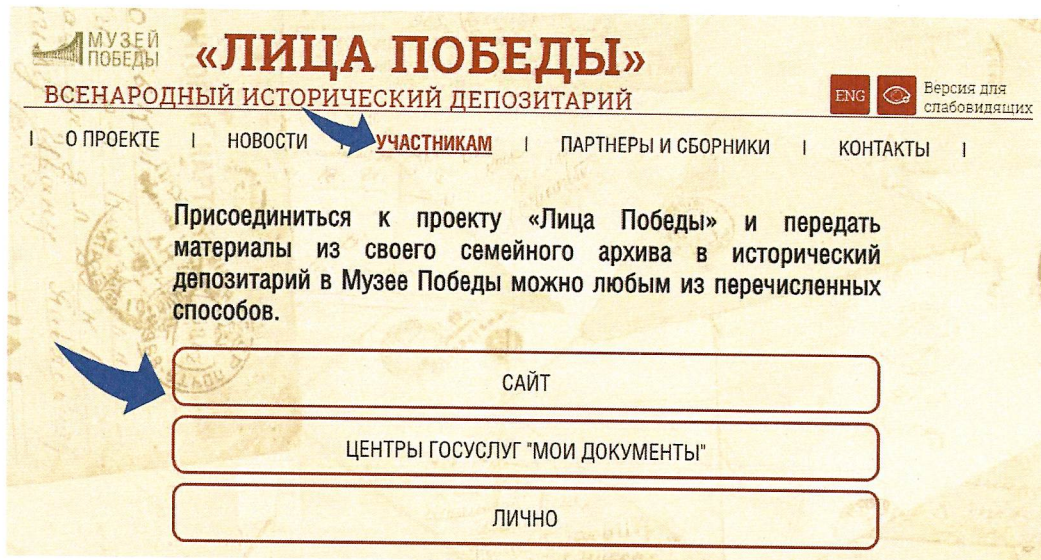 МУЗЕЙ
ПОБЕДЫ
«ЛИЦА ПОБЕДЫ»
ВСЕНАРОДНЫЙ ИСТОРИЧЕСКИЙ ДЕПОЗИТАРИЙ
ENG
Версия для
слабовидящих
| О ПРОЕКТЕ | НОВОСТИ | УЧАСТНИКАМ | ПАРТНЕРЫ И СБОРНИКИ | КОНТАКТЫ |
Присоединиться к проекту «Лица Победы» и передать
материалы из своего семейного архива в исторический
депозитарий в Музее Победы можно любым из перечисленных
способов.
САЙТ
ЦЕНТРЫ ГОСУСЛУГ "МОИ ДОКУМЕНТЫ"
ЛИЧНО